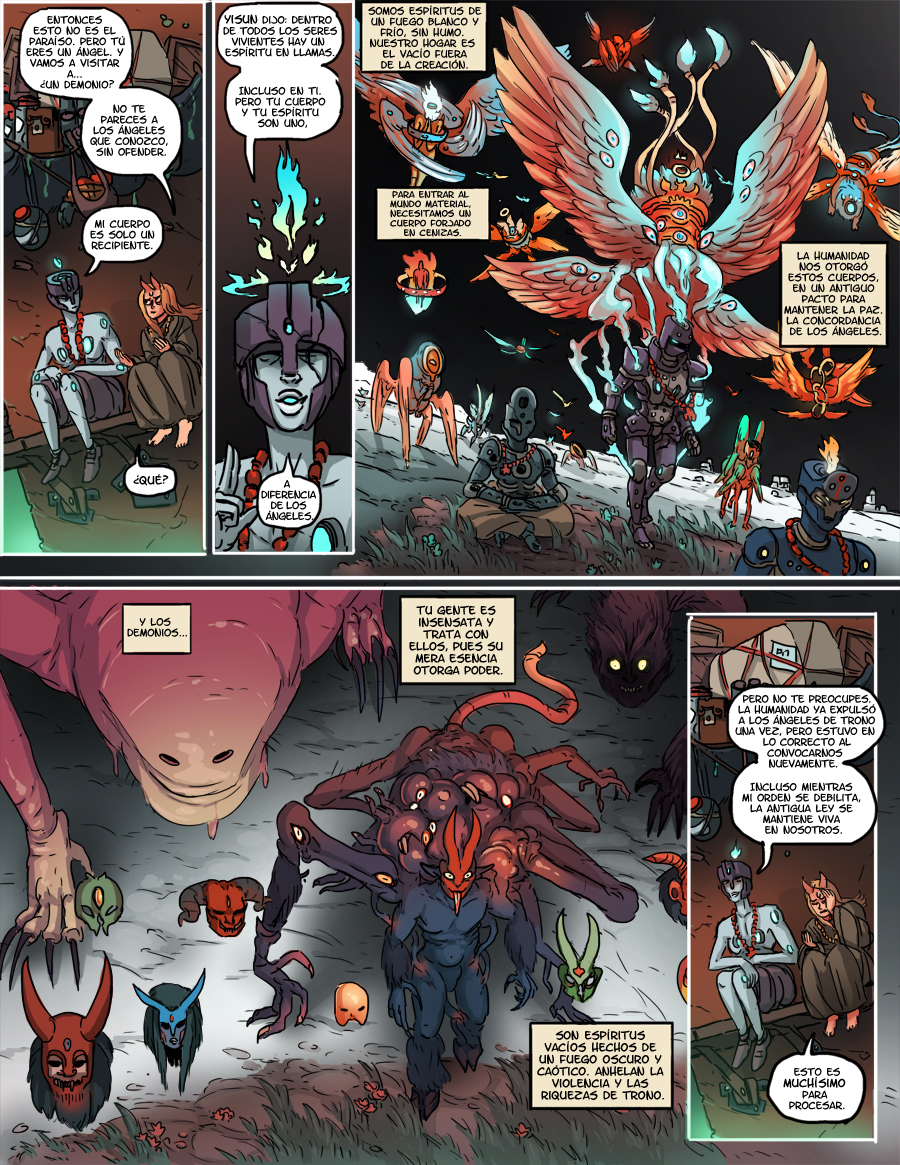 ENTONCES
ESTO NO ES EL
PARAÍSO. PERO TÚ
ERES UN ÁNGEL. Y
VAMOS A VISITAR
A...
¿UN DEMONIO?
NO TE
PARECES A
LOS ÁNGELES
QUE CONOZCO,
SIN OFENDER.
MI CUERPO
ES SOLO UN
RECIPIENTE.
¿QUÉ?
YISUN DIJO: DENTRO
DE TODOS LOS SERES
VIVIENTES HAY UN
ESPÍRITU EN LLAMAS.
INCLUSO EN TI.
PERO TU CUERPO
Y TU ESPÍRITU
SON UNO,
A
DIFERENCIA
DE LOS
ÁNGELES.
SOMOS ESPÍRITUS DE
UN FUEGO BLANCO Y
FRÍO, SIN HUMO.
NUESTRO HOGAR ES
EL VACÍO FUERA
DE LA CREACIÓN.
PARA ENTRAR AL
MUNDO MATERIAL,
NECESITAMOS UN
CUERPO FORJADO
EN CENIZAS.
LA HUMANIDAD
NOS OTORGÓ
ESTOS CUERPOS,
EN UN ANTIGUO
PACTO PARA
MANTENER LA PAZ.
LA CONCORDANCIA
DE LOS ÁNGELES.
Y LOS
DEMONIOS...
TU GENTE ES
INSENSATA Y
TRATA CON
ELLOS, PUES SU
MERA ESENCIA
OTORGA PODER.
SON ESPÍRITUS
VACÍOS HECHOS DE
UN FUEGO OSCURO Y
CAÓTICO. ANHELAN LA
VIOLENCIA Y LAS
RIQUEZAS DE TRONO.
PERO NO TE PREOCUPES.
LA HUMANIDAD YA EXPULSÓ
A LOS ÁNGELES DE TRONO
UNA VEZ, PERO ESTUVO EN
LO CORRECTO AL
CONVOCARNOS
NUEVAMENTE.
INCLUSO MIENTRAS
MI ORDEN SE DEBILITA,
LA ANTIGUA LEY SE
MANTIENE VIVA
EN NOSOTROS.
ESTO ES
MUCHÍSIMO
PARA
PROCESAR.